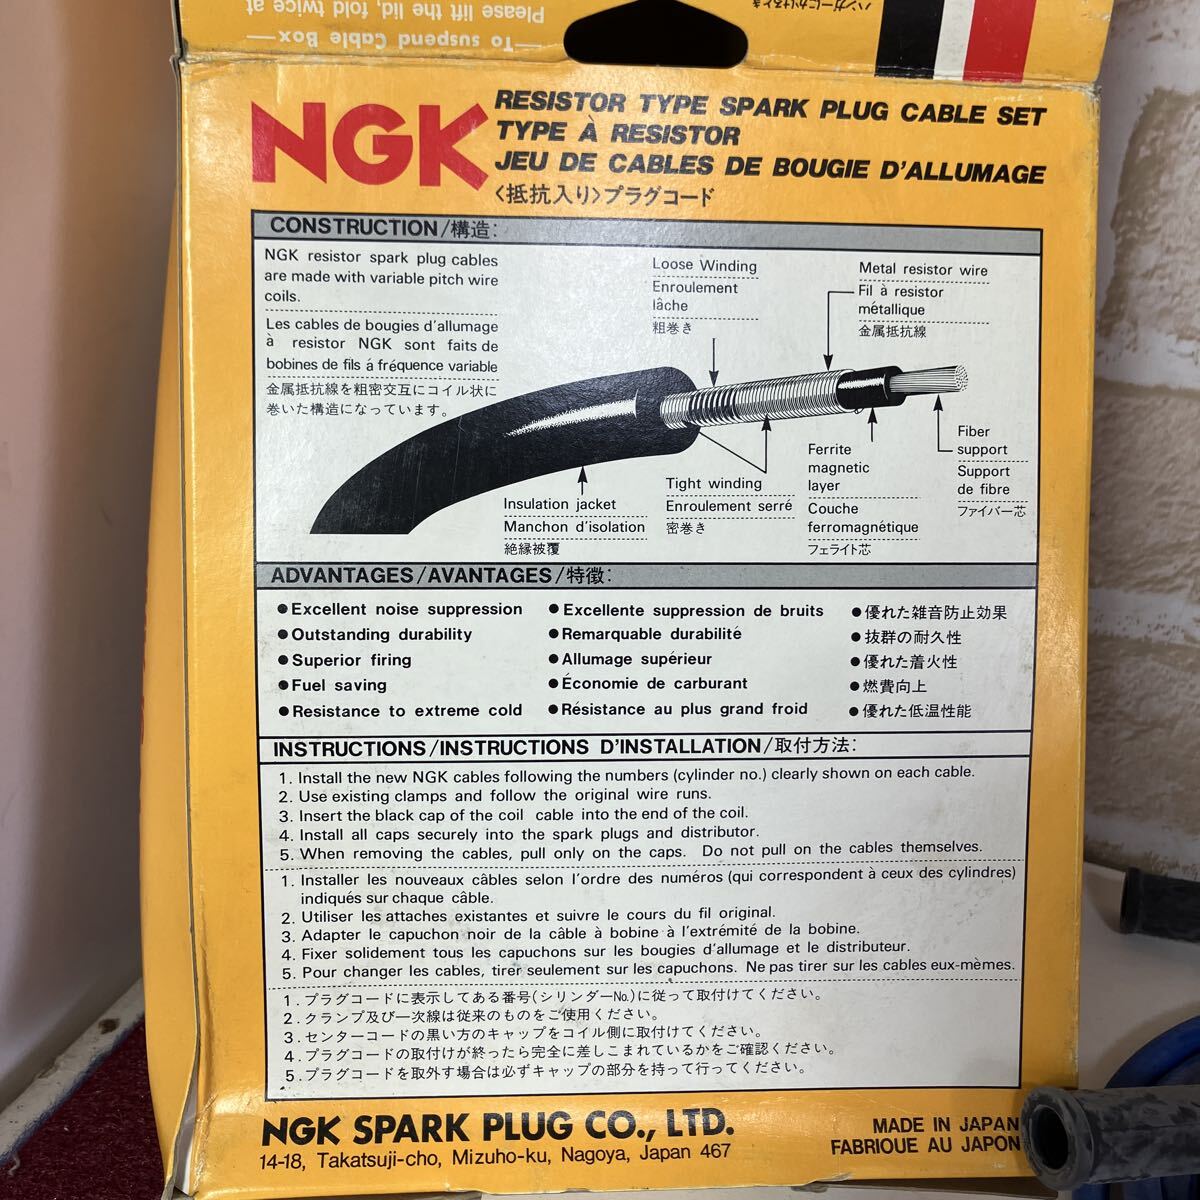 Please lift the lid, fold twice at
—To suspend Cable Box—
ハンガーにかけるとき
NGK
RESISTOR TYPE SPARK PLUG CABLE SET
TYPE À RESISTOR
JEU DE CABLES DE BOUGIE D'ALLUMAGE
〈抵抗入り〉プラグコード
CONSTRUCTION/構造:
NGK resistor spark plug cables
are made with variable pitch wire
coils.
Les cables de bougies d'allumage
à resistor NGK sont faits de
bobines de fils á fréquence variable
金属抵抗線を粗密交互にコイル状に
巻いた構造になっています。
Loose Winding
Enroulement
lâche
粗巻き
Metal resistor wire
Fil à resistor
métallique
金属抵抗線
Insulation jacket
Manchon d'isolation
絶縁被覆
Tight winding
Enroulement serré
密巻き
Ferrite
magnetic
layer
Couche
ferromagnétique
フェライト芯
Fiber
support
Support
de fibre
ファイバー芯
ADVANTAGES/AVANTAGES/特徴:
●Excellent noise suppression
●Outstanding durability
●Superior firing
●Fuel saving
●Resistance to extreme cold
●Excellente suppression de bruits
●Remarquable durabilité
●Allumage supérieur
●Économie de carburant
●Résistance au plus grand froid
●優れた雑音防止効果
●抜群の耐久性
●優れた着火性
●燃費向上
●優れた低温性能
INSTRUCTIONS/INSTRUCTIONS D'INSTALLATION/取付方法:
1. Install the new NGK cables following the numbers (cylinder no.) clearly shown on each cable.
2. Use existing clamps and follow the original wire runs.
3. Insert the black cap of the coil cable into the end of the coil.
4. Install all caps securely into the spark plugs and distributor.
5. When removing the cables, pull only on the caps. Do not pull on the cables themselves.
1. Installer les nouveaux câbles selon l'ordre des numéros (qui correspondent à ceux des cylindres)
indiqués sur chaque câble.
2. Utiliser les attaches existantes et suivre le cours du fil original.
3. Adapter le capuchon noir de la câble à bobine à l'extrémité de la bobine.
4. Fixer solidement tous les capuchons sur les bougies d'allumage et le distributeur.
5. Pour changer les cables, tirer seulement sur les capuchons. Ne pas tirer sur les cables eux-mèmes.
1. プラグコードに表示してある番号(シリンダーNo.)に従って取付けてください。
2. クランプ及び一次線は従来のものをご使用ください。
3. センターコードの黒い方のキャップをコイル側に取付けてください。
4. プラグコードの取付けが終ったら完全に差しこまれているかをご確認ください。
5. プラグコードを取外す場合は必ずキャップの部分を持って行ってください。
NGK SPARK PLUG CO., LTD.
14-18, Takatsuji-cho, Mizuho-ku, Nagoya, Japan 467
MADE IN JAPAN
FABRIQUE AU JAPON